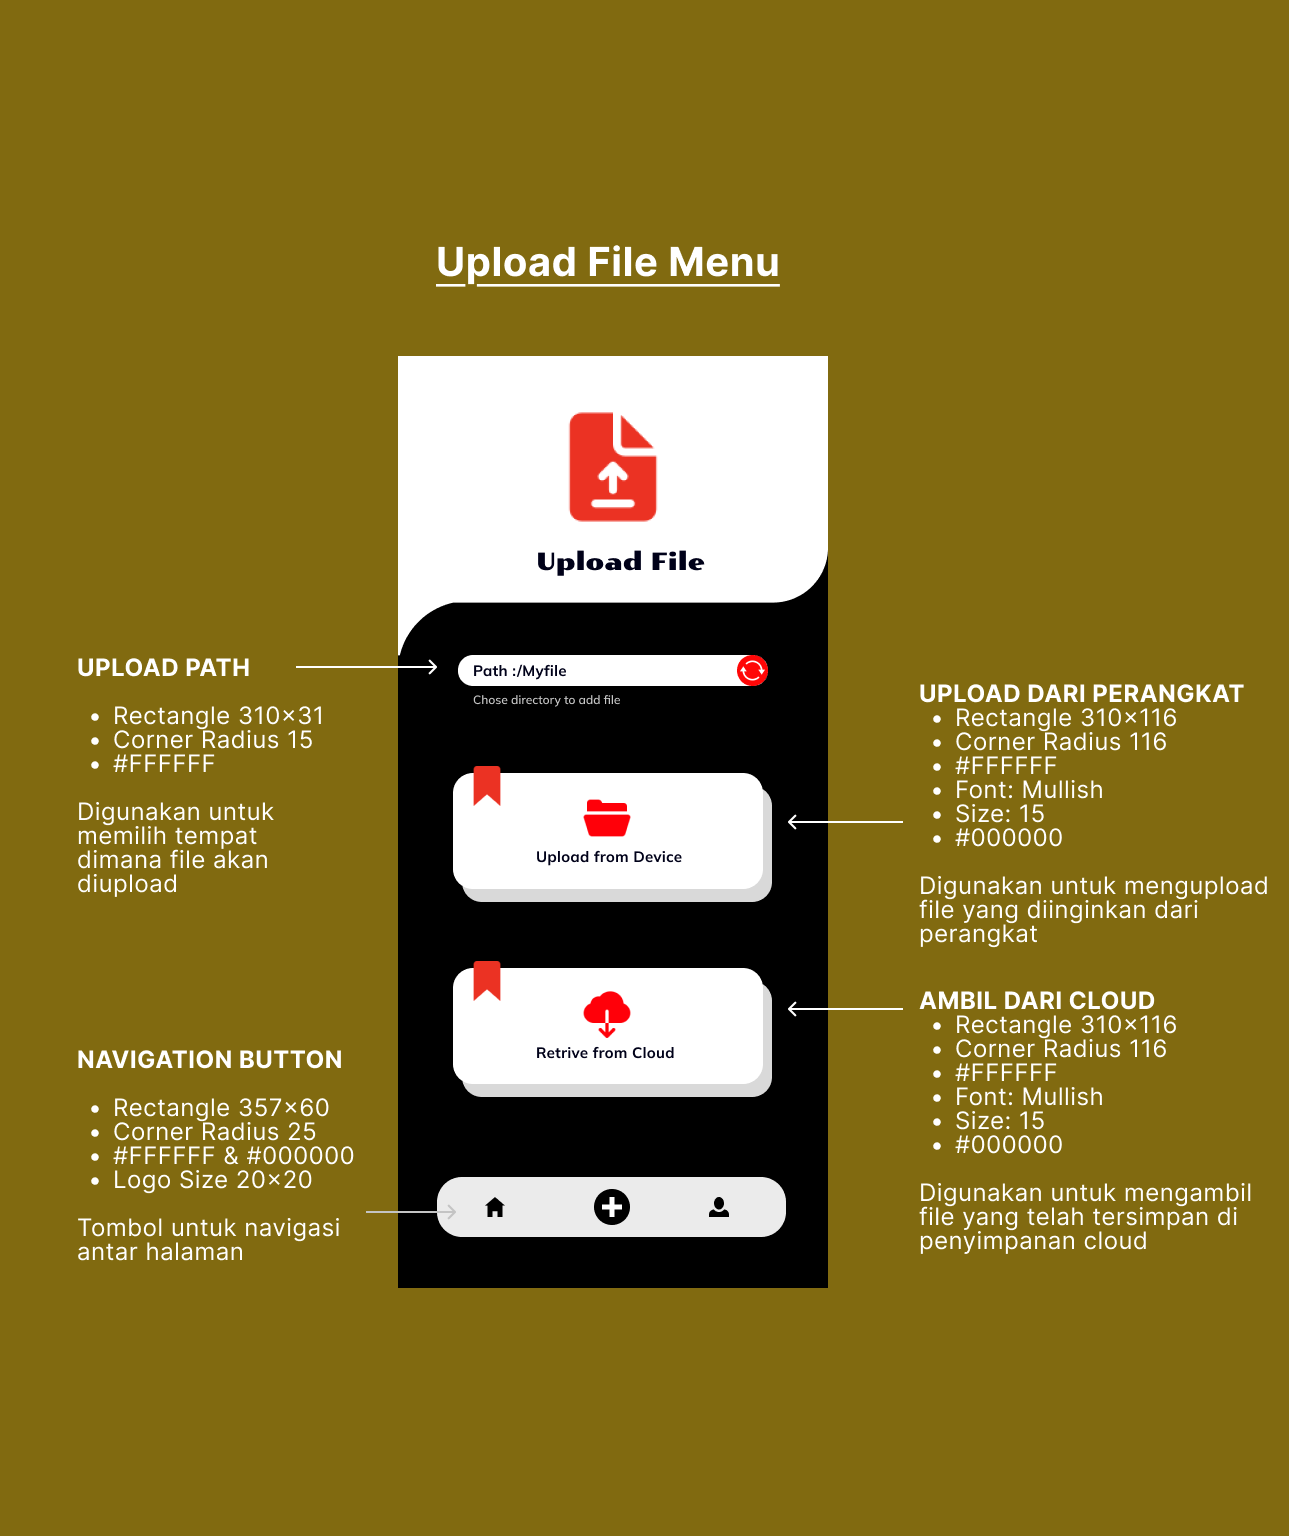 Upload File Menu
Upload File
UPLOAD PATH
• Rectangle 310×31
• Corner Radius 15
• #FFFFFF
Digunakan untuk
memilih tempat
dimana file akan
diupload
Path :/Myfile
Chose directory to add file
Upload from Device
Retrive from Cloud
NAVIGATION BUTTON
• Rectangle 357×60
• Corner Radius 25
• #FFFFFF & #000000
• Logo Size 20×20
Tombol untuk navigasi
antar halaman
UPLOAD DARI PERANGKAT
• Rectangle 310×116
• Corner Radius 116
• #FFFFFF
• Font: Mullish
• Size: 15
• #000000
Digunakan untuk mengupload
file yang diinginkan dari
perangkat
AMBIL DARI CLOUD
• Rectangle 310×116
• Corner Radius 116
• #FFFFFF
• Font: Mullish
• Size: 15
• #000000
Digunakan untuk mengambil
file yang telah tersimpan di
penyimpanan cloud